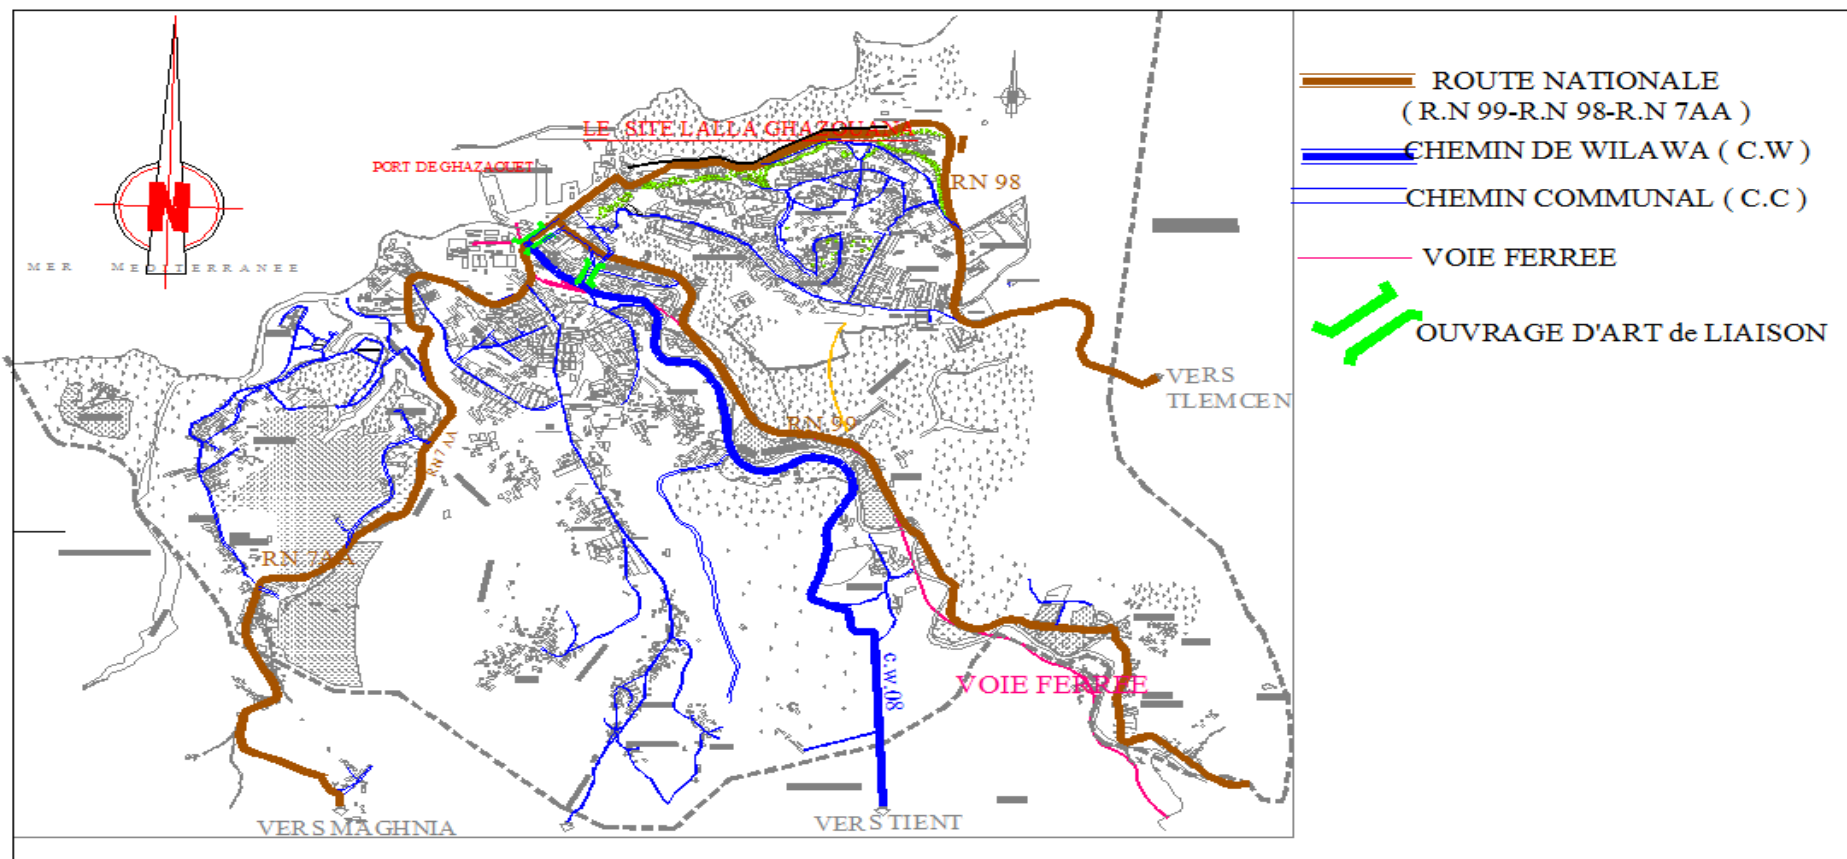 N
MER MEDITERRANEE
LE SITE LALLA GHAZOUANA
PORT DE GHAZAOUET
RN 98
VERS
TLEMCEN
RN 99
RN 7 AA
RN 7AA
c.w 08
VOIE FERREE
VERS MAGHNIA
VERS TIENT
ROUTE NATIONALE
( R.N 99-R.N 98-R.N 7AA )
CHEMIN DE WILAWA ( C.W )
CHEMIN COMMUNAL ( C.C )
VOIE FERREE
OUVRAGE D'ART de LIAISON